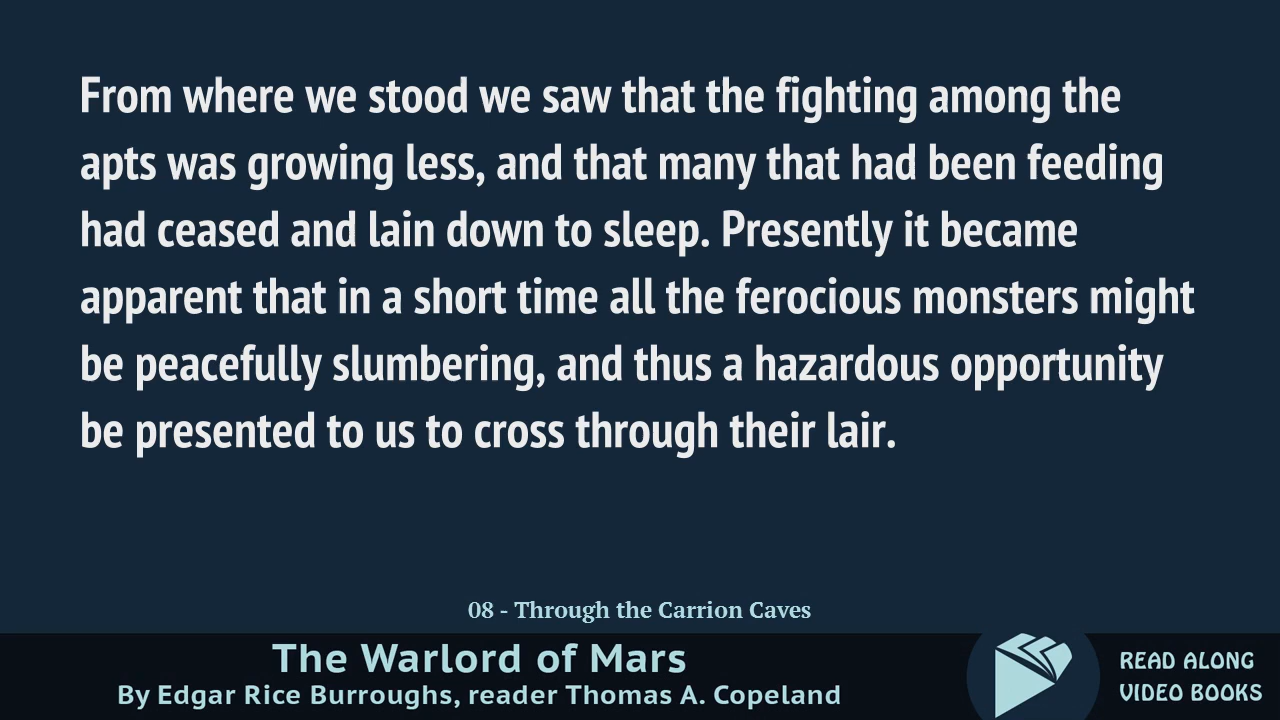 From where we stood we saw that the fighting among the
apts was growing less, and that many that had been feeding
had ceased and lain down to sleep. Presently it became
apparent that in a short time all the ferocious monsters might
be peacefully slumbering, and thus a hazardous opportunity
be presented to us to cross through their lair.
08 - Through the Carrion Caves
The Warlord of Mars
By Edgar Rice Burroughs, reader Thomas A. Copeland
READ ALONG
VIDEO BOOKS